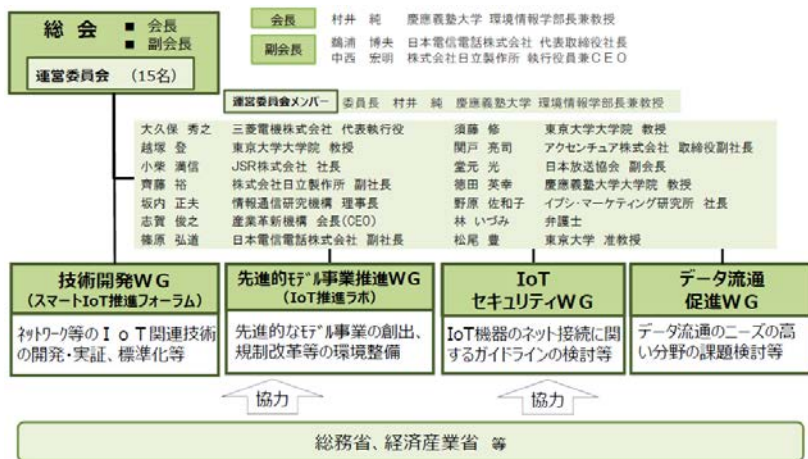 総会
■ 会長
■ 副会長
運営委員会 (15名)
会長 村井 純 慶應義塾大学 環境情報学部長兼教授
副会長 鵜浦 博夫 日本電信電話株式会社 代表取締役社長
中西 宏明 株式会社日立製作所 執行役員兼CEO
運営委員会メンバー 委員長 村井 純 慶應義塾大学 環境情報学部長兼教授
大久保 秀之 三菱電機株式会社 代表執行役
越塚 登 東京大学大学院 教授
小柴 満信 JSR株式会社 社長
齊藤 裕 株式会社日立製作所 副社長
坂内 正夫 情報通信研究機構 理事長
志賀 俊之 産業革新機構 会長(CEO)
篠原 弘道 日本電信電話株式会社 副社長
須藤 修 東京大学大学院 教授
関戸 亮司 アクセンチュア株式会社 取締役副社長
堂元 光 日本放送協会 副会長
徳田 英幸 慶應義塾大学大学院 教授
野原 佐和子 イプシ・マーケティング研究所 社長
林 いづみ 弁護士
松尾 豊 東京大学 准教授
技術開発WG
(スマートIoT推進フォーラム)
ネットワーク等のIoT関連技術
の開発・実証、標準化等
先進的モデル事業推進WG
(IoT推進ラボ)
先進的なモデル事業の創出、
規制改革等の環境整備
IoT
セキュリティWG
IoT機器のネット接続に関
するガイドラインの検討等
データ流通
促進WG
データ流通のニーズの高
い分野の課題検討等
協力
協力
総務省、経済産業省 等